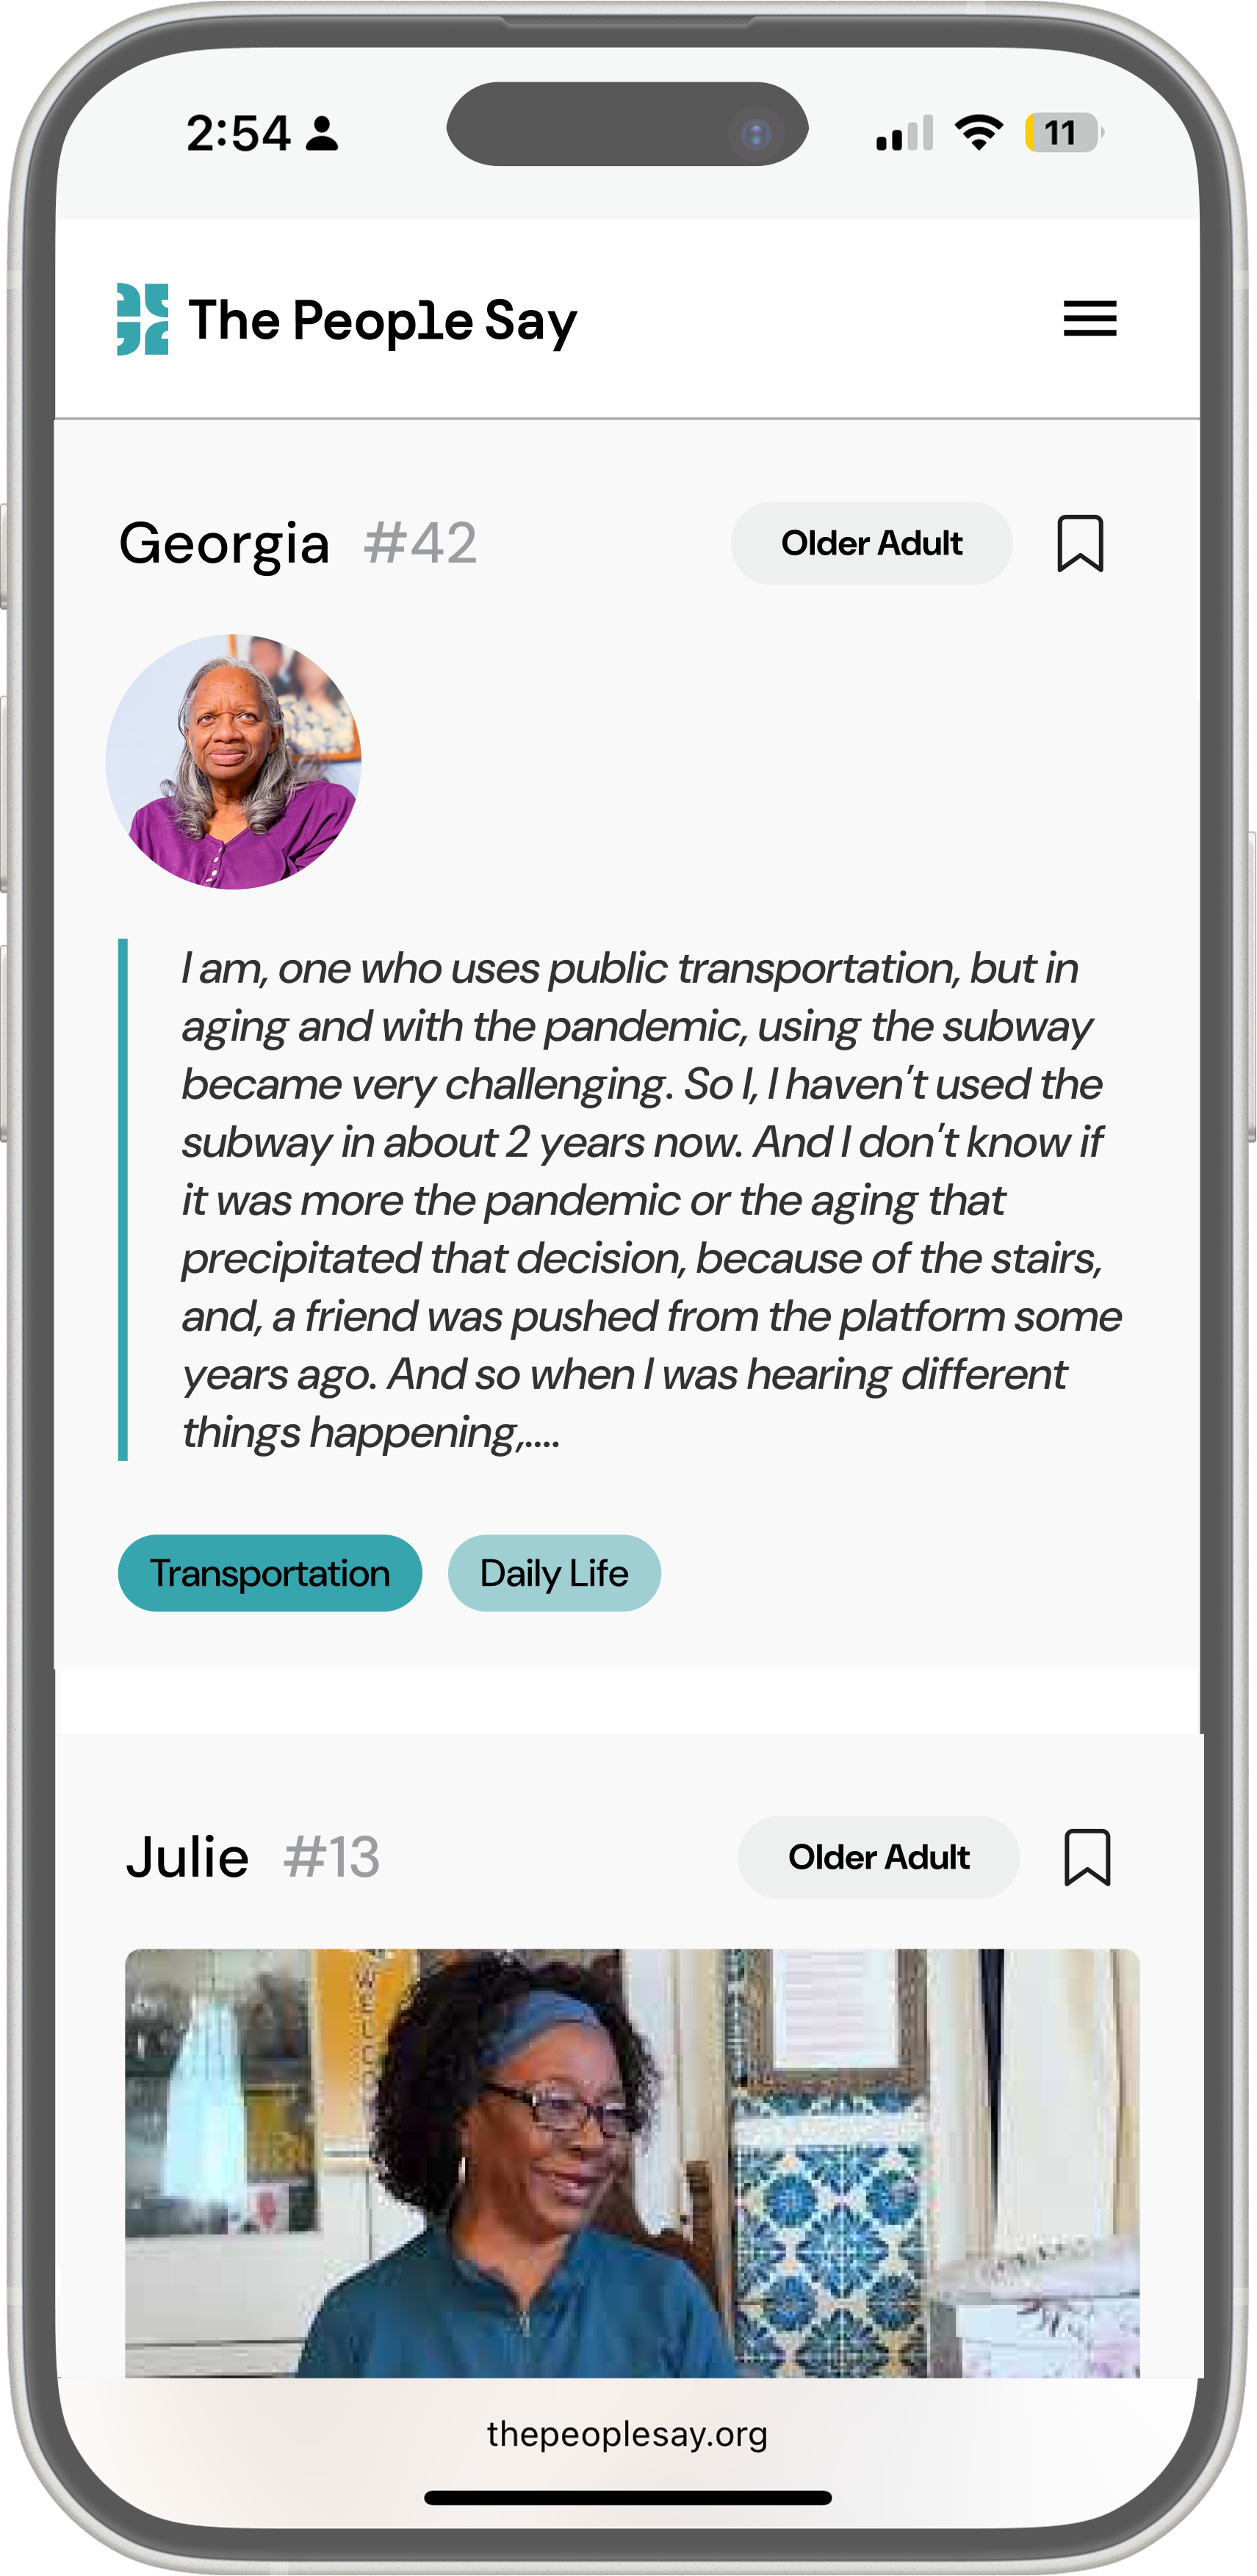 2:54
11
The People Say
Georgia #42
Older Adult
I am, one who uses public transportation, but in
aging and with the pandemic, using the subway
became very challenging. So I, I haven't used the
subway in about 2 years now. And I don't know if
it was more the pandemic or the aging that
precipitated that decision, because of the stairs,
and, a friend was pushed from the platform some
years ago. And so when I was hearing different
things happening,....
Transportation
Daily Life
Julie #13
Older Adult
thepeoplesay.org